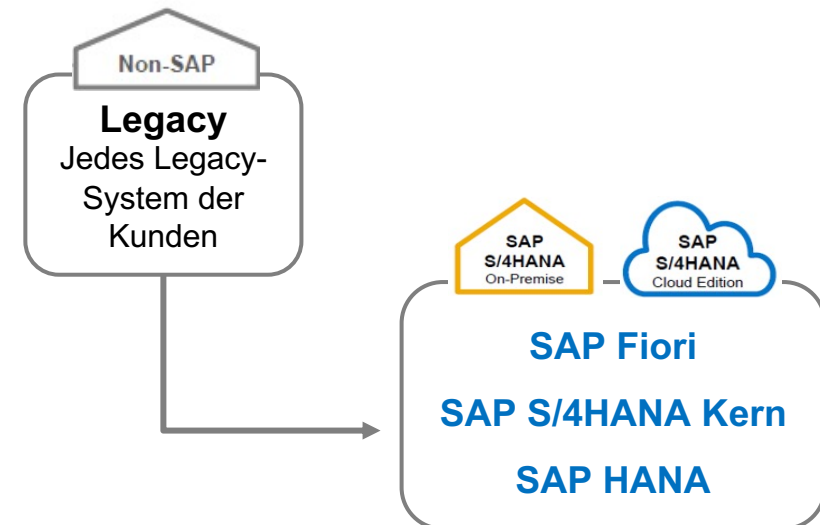 Non-SAP
Legacy
Jedes Legacy-
System der
Kunden
SAP
S/4HANA
On-Premise
SAP
S/4HANA
Cloud Edition
SAP Fiori
SAP S/4HANA Kern
SAP HANA